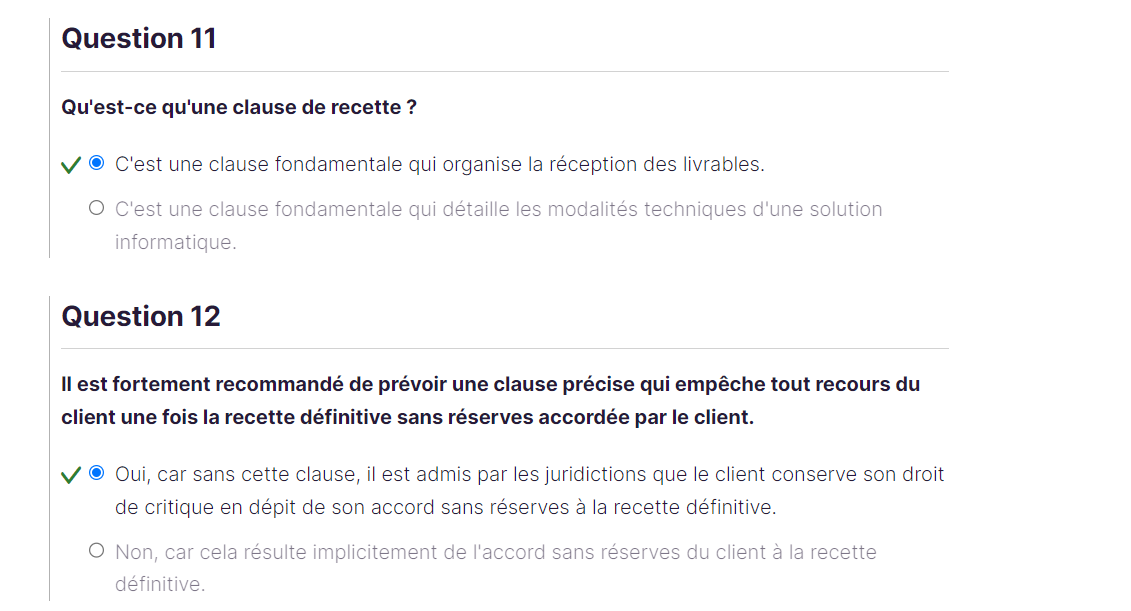 Question 11
Qu'est-ce qu'une clause de recette ?
C'est une clause fondamentale qui organise la réception des livrables.
C'est une clause fondamentale qui détaille les modalités techniques d'une solution
informatique.
Question 12
Il est fortement recommandé de prévoir une clause précise qui empêche tout recours du
client une fois la recette définitive sans réserves accordée par le client.
Oui, car sans cette clause, il est admis par les juridictions que le client conserve son droit
de critique en dépit de son accord sans réserves à la recette définitive.
Non, car cela résulte implicitement de l'accord sans réserves du client à la recette
définitive.